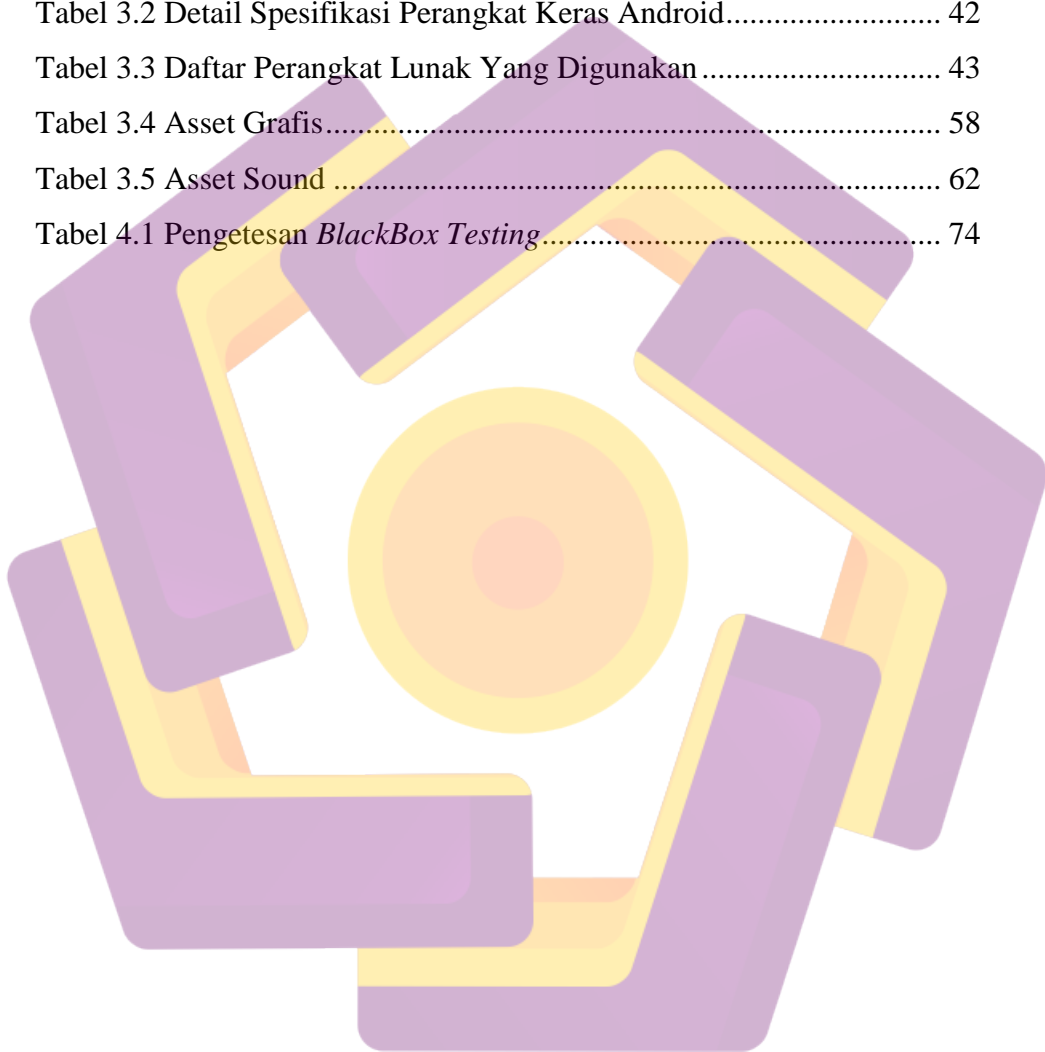 Tabel 3.2 Detail Spesifikasi Perangkat Keras Android.......................... 42
Tabel 3.3 Daftar Perangkat Lunak Yang Digunakan............................. 43
Tabel 3.4 Asset Grafis........................................................................... 58
Tabel 3.5 Asset Sound .......................................................................... 62
Tabel 4.1 Pengetesan BlackBox Testing................................................ 74